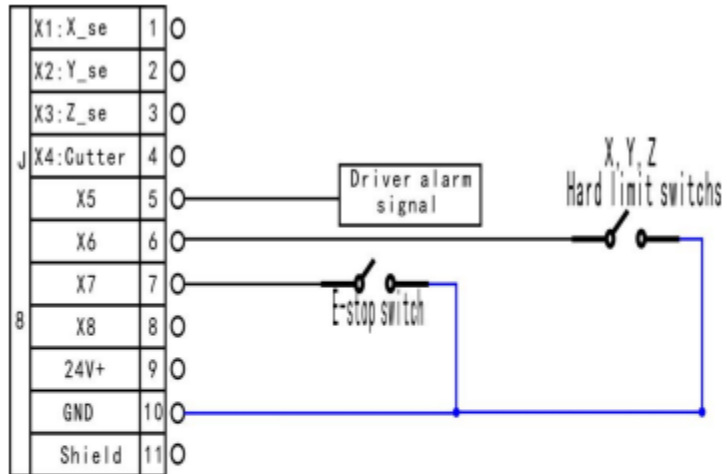 X1:X_se 1
X2:Y_se 2
X3:Z_se 3
J
X4:Cutter 4
X5 5
X6 6
X7 7
8
X8 8
24V+ 9
GND 10
Shield 11
Driver alarm
signal
X, Y, Z
Hard limit switchs
E-stop switch